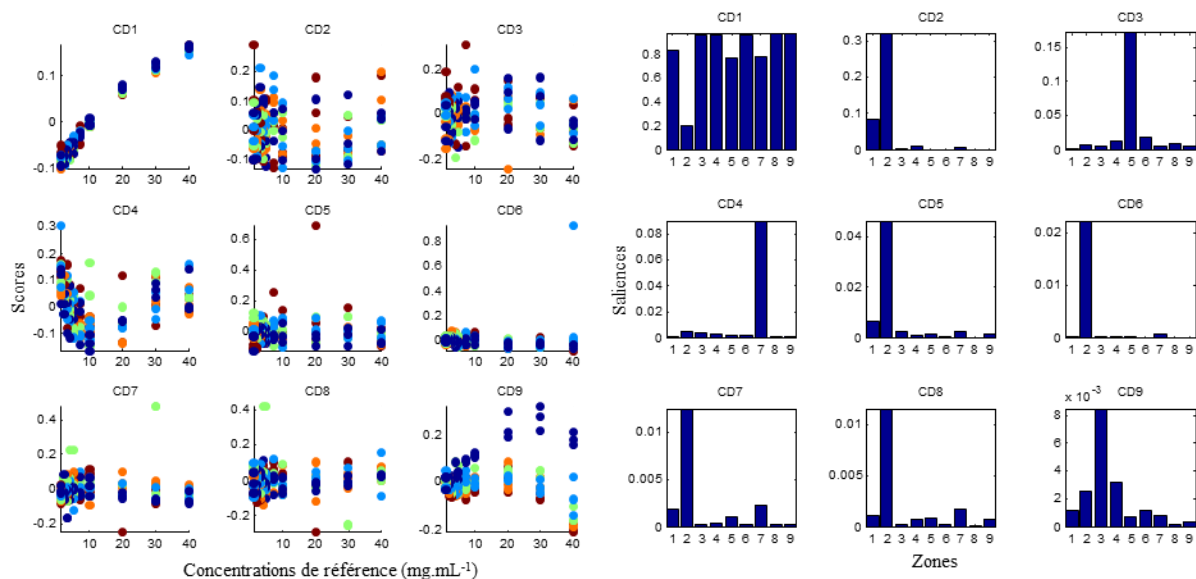 Scores
CD1
0.1
0
-0.1
10 20 30 40
CD2
0.2
0.1
0
-0.1
10 20 30 40
CD3
0.2
0
-0.2
10 20 30 40
CD4
0.3
0.2
0.1
0
-0.1
10 20 30 40
CD5
0.6
0.4
0.2
0
10 20 30 40
CD6
0.8
0.6
0.4
0.2
0
10 20 30 40
CD7
0.4
0.2
0
-0.2
10 20 30 40
CD8
0.4
0.2
0
-0.2
10 20 30 40
CD9
0.2
0
-0.2
10 20 30 40
Concentrations de référence (mg.mL⁻¹)
Saliences
CD1
0.8
0.6
0.4
0.2
0
1 2 3 4 5 6 7 8 9
CD2
0.3
0.2
0.1
0
1 2 3 4 5 6 7 8 9
CD3
0.15
0.1
0.05
0
1 2 3 4 5 6 7 8 9
CD4
0.08
0.06
0.04
0.02
0
1 2 3 4 5 6 7 8 9
CD5
0.04
0.02
0
1 2 3 4 5 6 7 8 9
CD6
0.02
0.01
0
1 2 3 4 5 6 7 8 9
CD7
0.01
0.005
0
1 2 3 4 5 6 7 8 9
CD8
0.01
0.005
0
1 2 3 4 5 6 7 8 9
CD9
x 10⁻³
8
6
4
2
0
1 2 3 4 5 6 7 8 9
Zones